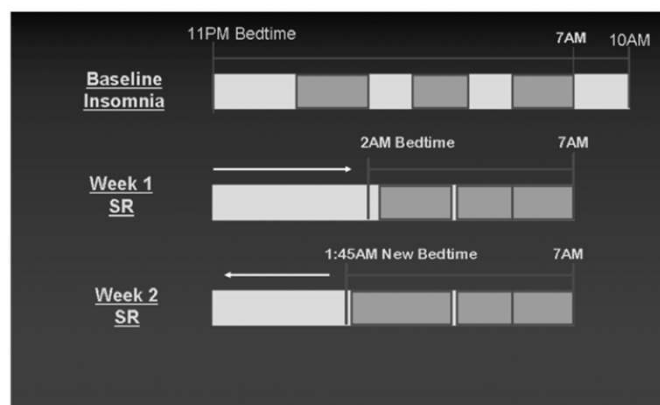 11PM Bedtime 7AM 10AM
Baseline
Insomnia
2AM Bedtime 7AM
Week 1
SR
1:45AM New Bedtime 7AM
Week 2
SR